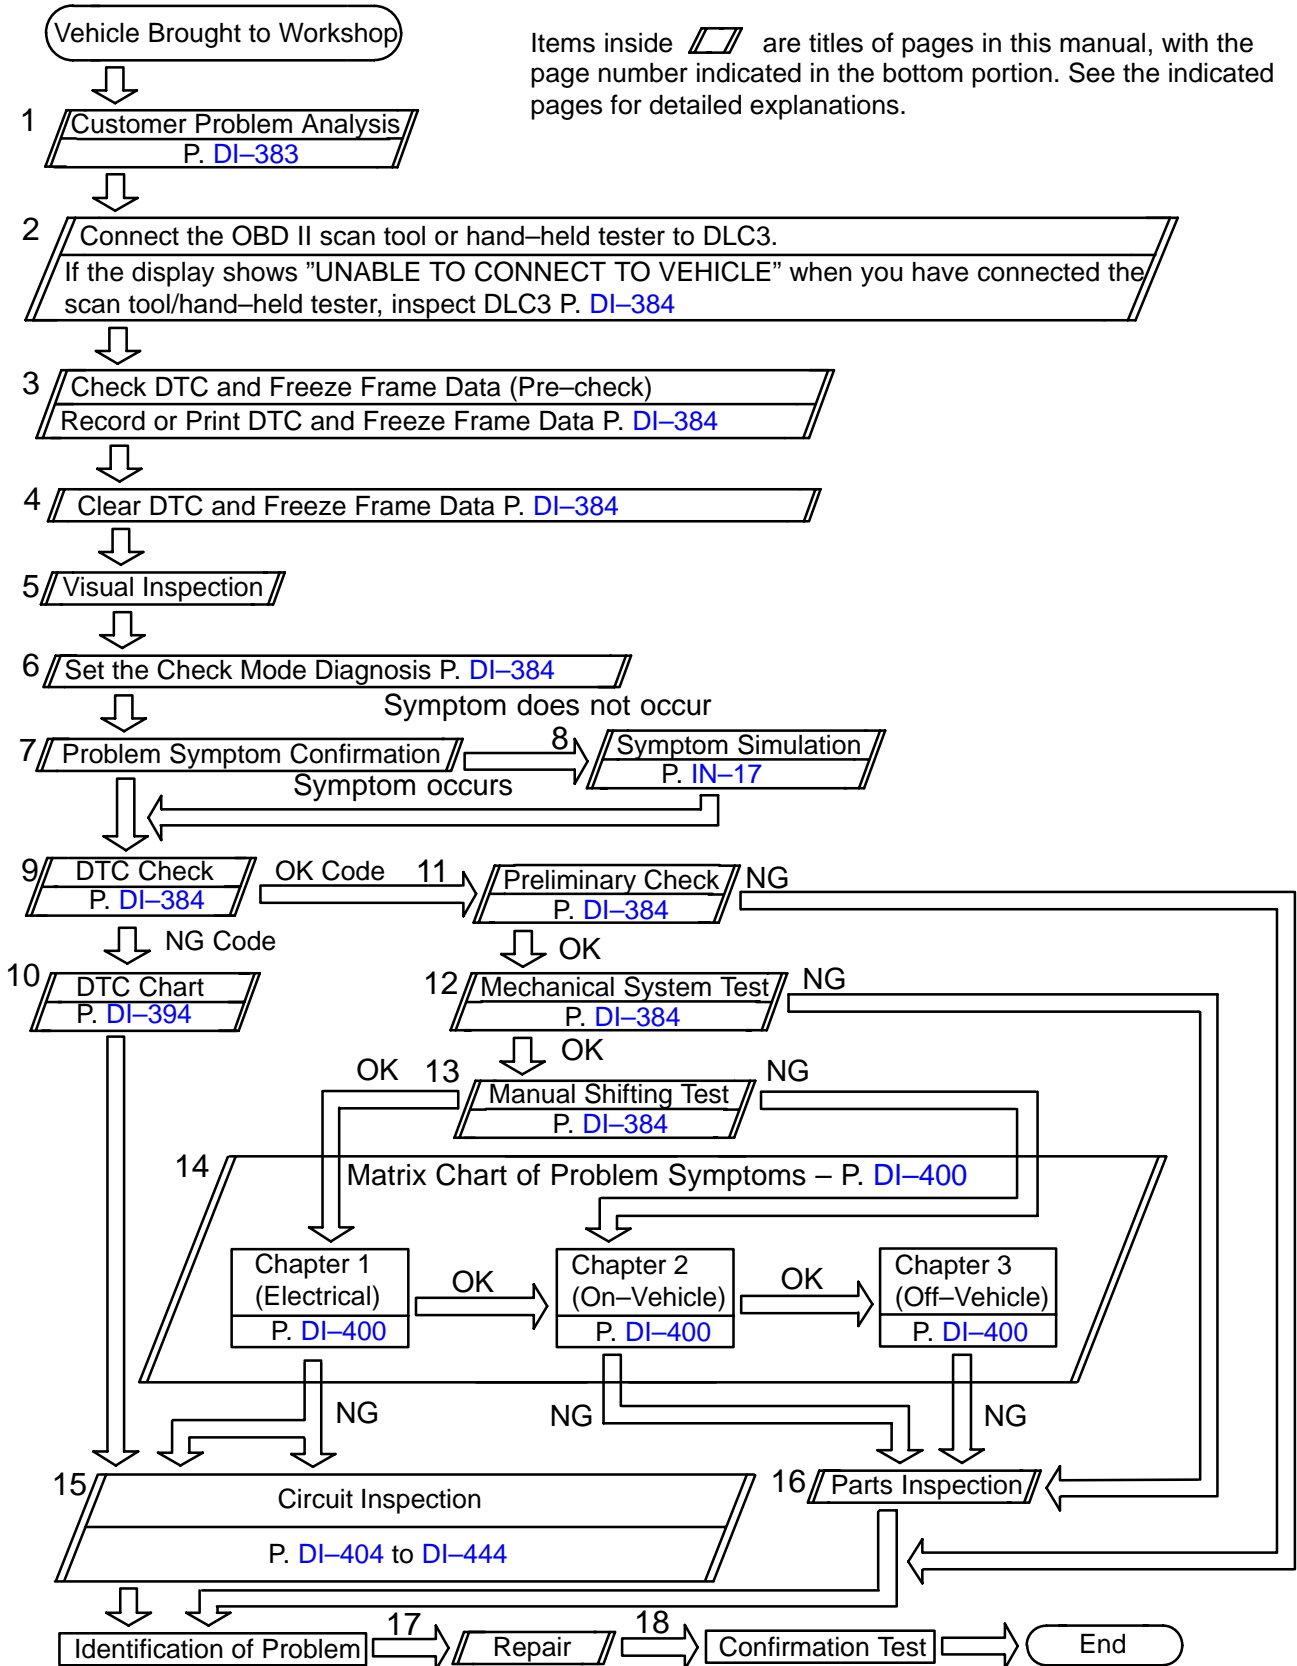 Vehicle Brought to Workshop
Items inside are titles of pages in this manual, with the
page number indicated in the bottom portion. See the indicated
pages for detailed explanations.
1
Customer Problem Analysis
P. DI–383
2
Connect the OBD II scan tool or hand–held tester to DLC3.
If the display shows ”UNABLE TO CONNECT TO VEHICLE” when you have connected the
scan tool/hand–held tester, inspect DLC3 P. DI–384
3
Check DTC and Freeze Frame Data (Pre–check)
Record or Print DTC and Freeze Frame Data P. DI–384
4
Clear DTC and Freeze Frame Data P. DI–384
5
Visual Inspection
6
Set the Check Mode Diagnosis P. DI–384
Symptom does not occur
7
Problem Symptom Confirmation
8
Symptom Simulation
P. IN–17
Symptom occurs
9
DTC Check
P. DI–384
OK Code
11
Preliminary Check
P. DI–384
NG
NG Code
OK
10
DTC Chart
P. DI–394
12
Mechanical System Test
P. DI–384
NG
OK
OK
13
Manual Shifting Test
P. DI–384
NG
14
Matrix Chart of Problem Symptoms – P. DI–400
Chapter 1
(Electrical)
P. DI–400
OK
Chapter 2
(On–Vehicle)
P. DI–400
OK
Chapter 3
(Off–Vehicle)
P. DI–400
NG
NG
NG
15
Circuit Inspection
P. DI–404 to DI–444
16
Parts Inspection
Identification of Problem
17
Repair
18
Confirmation Test
End